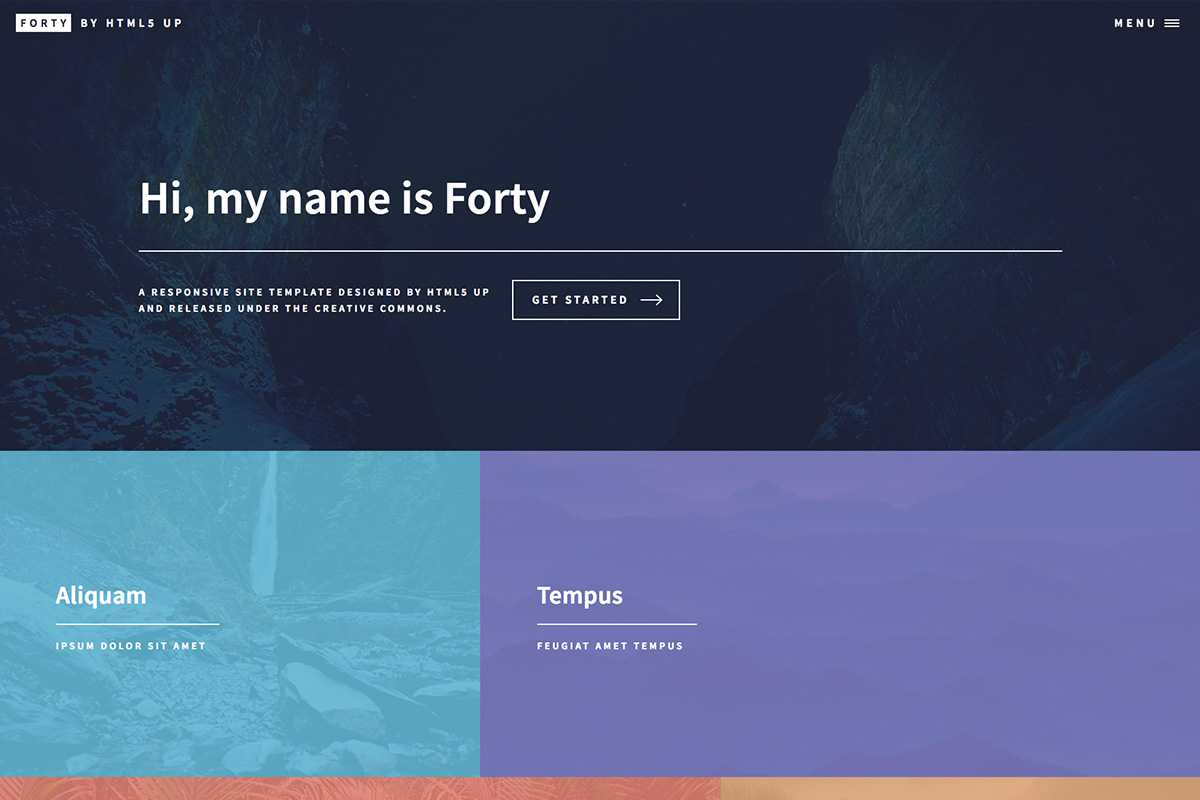 FORTY BY HTML5 UP
MENU
Hi, my name is Forty
A RESPONSIVE SITE TEMPLATE DESIGNED BY HTML5 UP
AND RELEASED UNDER THE CREATIVE COMMONS.
GET STARTED
Aliquam
IPSUM DOLOR SIT AMET
Tempus
FEUGIAT AMET TEMPUS